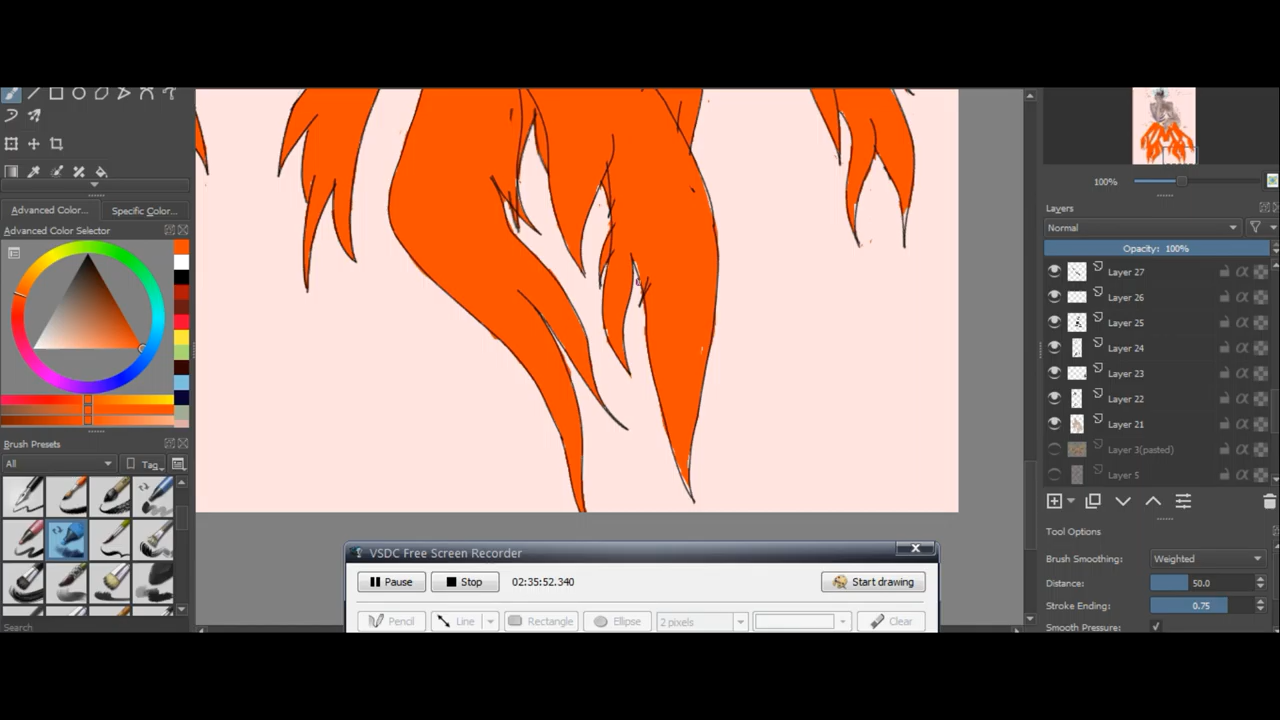 100%
Layers
Normal
Opacity: 100%
Layer 27
Layer 26
Layer 25
Layer 24
Layer 23
Layer 22
Layer 21
Layer 3(pasted)
Layer 5
Tool Options
Brush Smoothing: Weighted
Distance: 50.0
Stroke Ending: 0.75
Smooth Pressure:
Advanced Color... Specific Color...
Advanced Color Selector
Brush Presets
All Tag
Search
VSDC Free Screen Recorder
Pause Stop 02:35:52.340 Start drawing
Pencil Line Rectangle Ellipse 2 pixels Clear